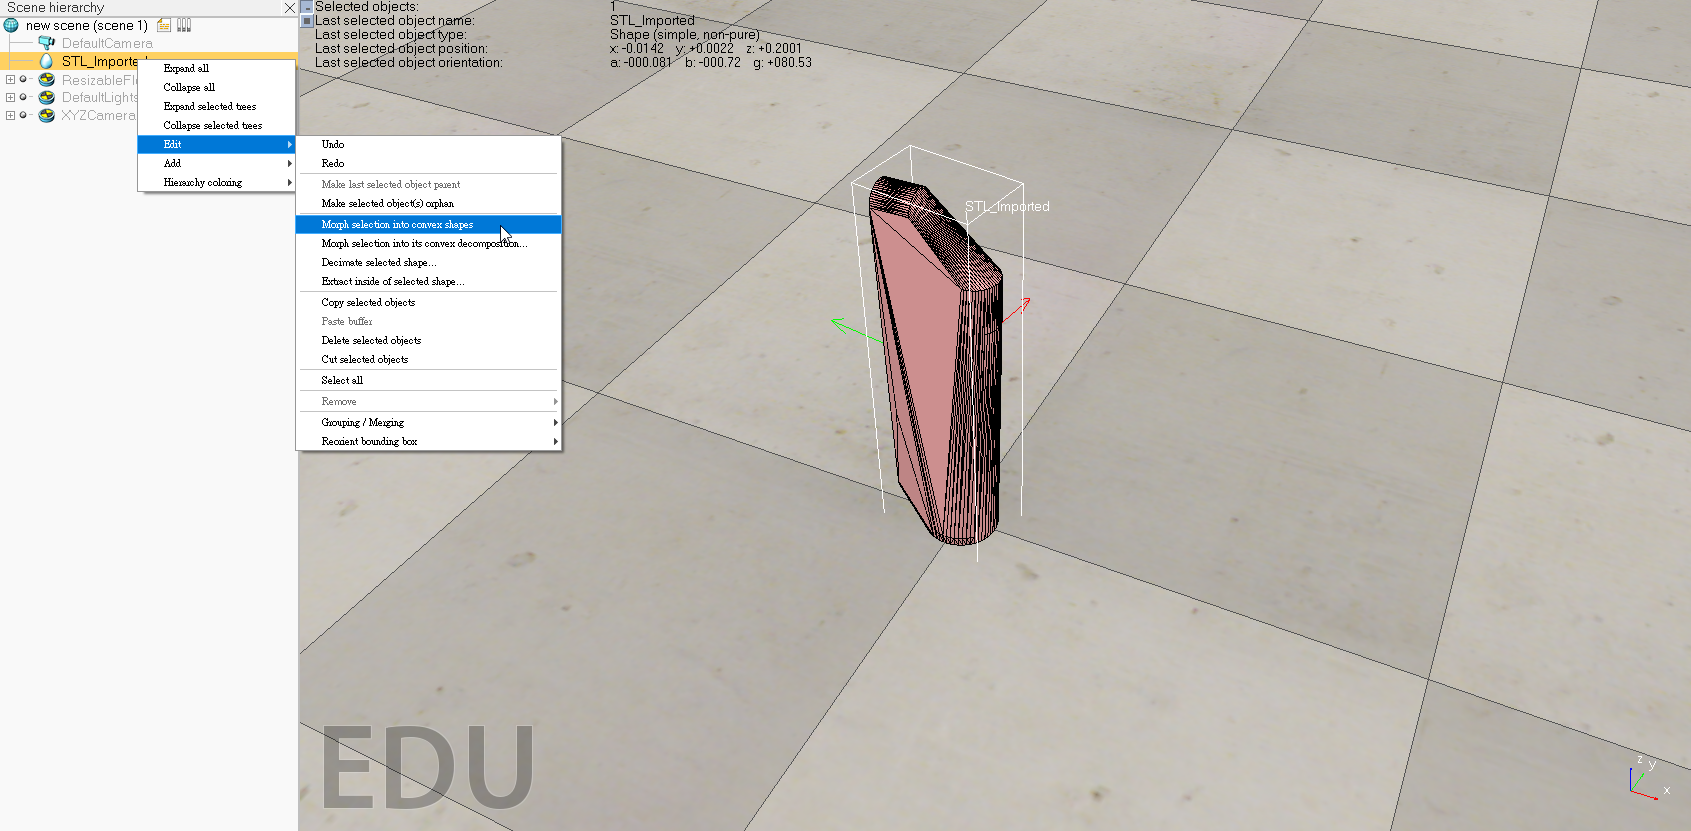 Scene hierarchy
new scene (scene 1)
DefaultCamera
STL_Imported
ResizableFl
DefaultLights
XYZCamera
Expand all
Collapse all
Expand selected trees
Collapse selected trees
Edit
Add
Hierarchy coloring
Undo
Redo
Make last selected object parent
Make selected object(s) orphan
Morph selection into convex shapes
Morph selection into its convex decomposition...
Decimate selected shape...
Extract inside of selected shape...
Copy selected objects
Paste buffer
Delete selected objects
Cut selected objects
Select all
Remove
Grouping / Merging
Reorient bounding box
Selected objects: 1
Last selected object name: STL_Imported
Last selected object type: Shape (simple, non-pure)
Last selected object position: x: -0.0142 y: +0.0022 z: +0.2001
Last selected object orientation: a: -000.081 b: -000.72 g: +080.53
STL_Imported
EDU
z
y
x